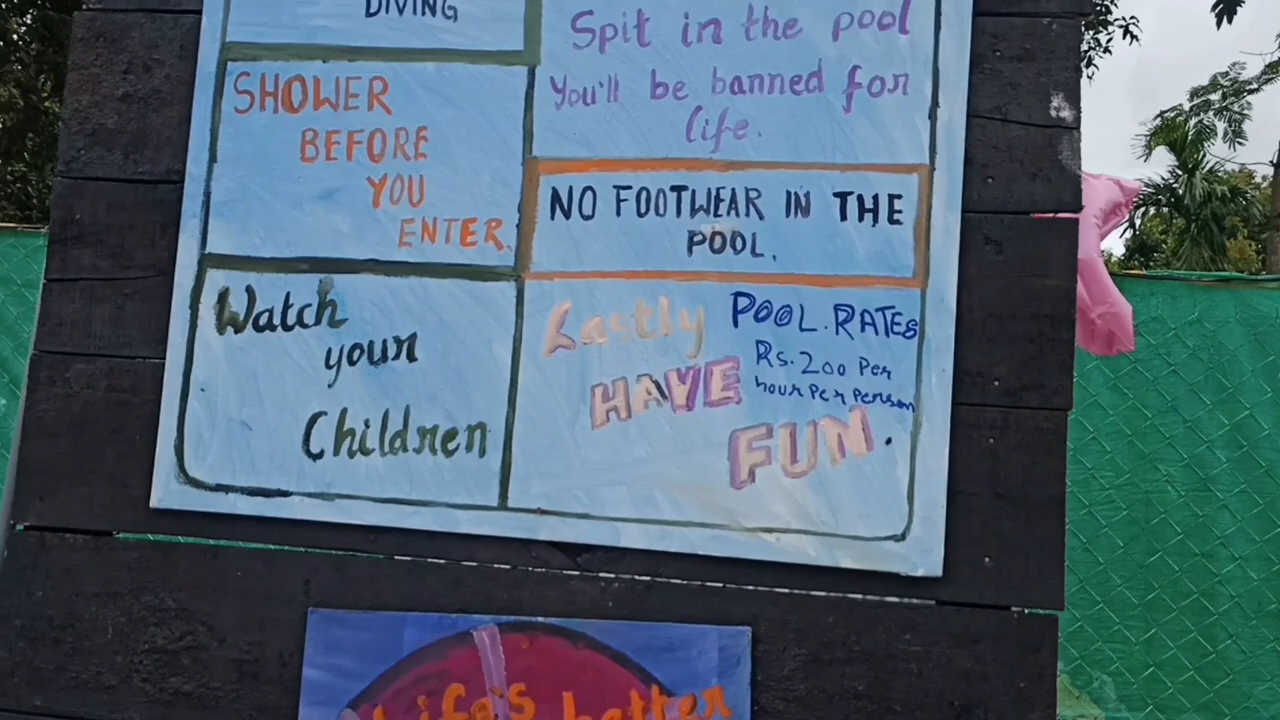 DIVING
SHOWER
BEFORE
YOU
ENTER.
Watch
your
Children
Spit in the pool
You'll be banned for
life.
NO FOOTWEAR IN THE
POOL.
Lastly
HAVE
FUN.
POOL.RATES
Rs.200 Per
hour Per Person
Life's better